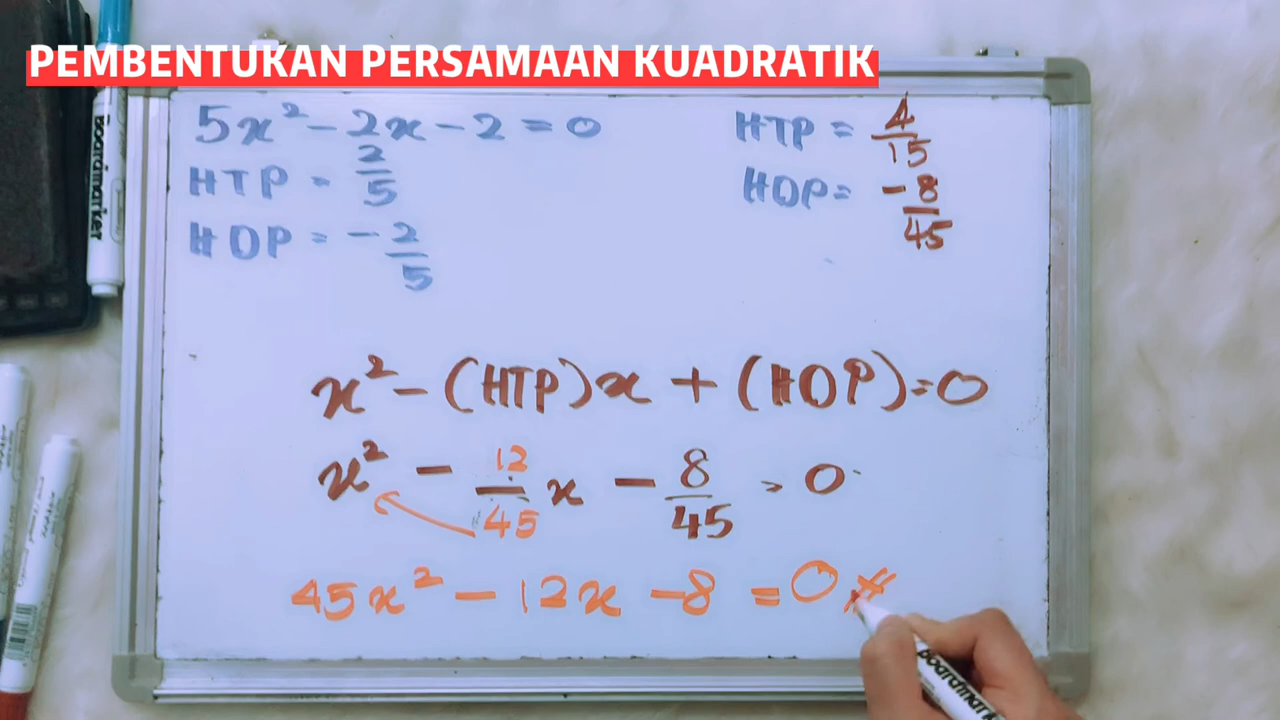 PEMBENTUKAN PERSAMAAN KUADRATIK
5x² - 2x - 2 = 0
HTP = 2/5
HOP = - 2/5
HTP = 4/15
HOP = - 8/45
x² - (HTP)x + (HOP) = 0
x² - 12/45 x - 8/45 = 0
45x² - 12x - 8 = 0
Boardmarker